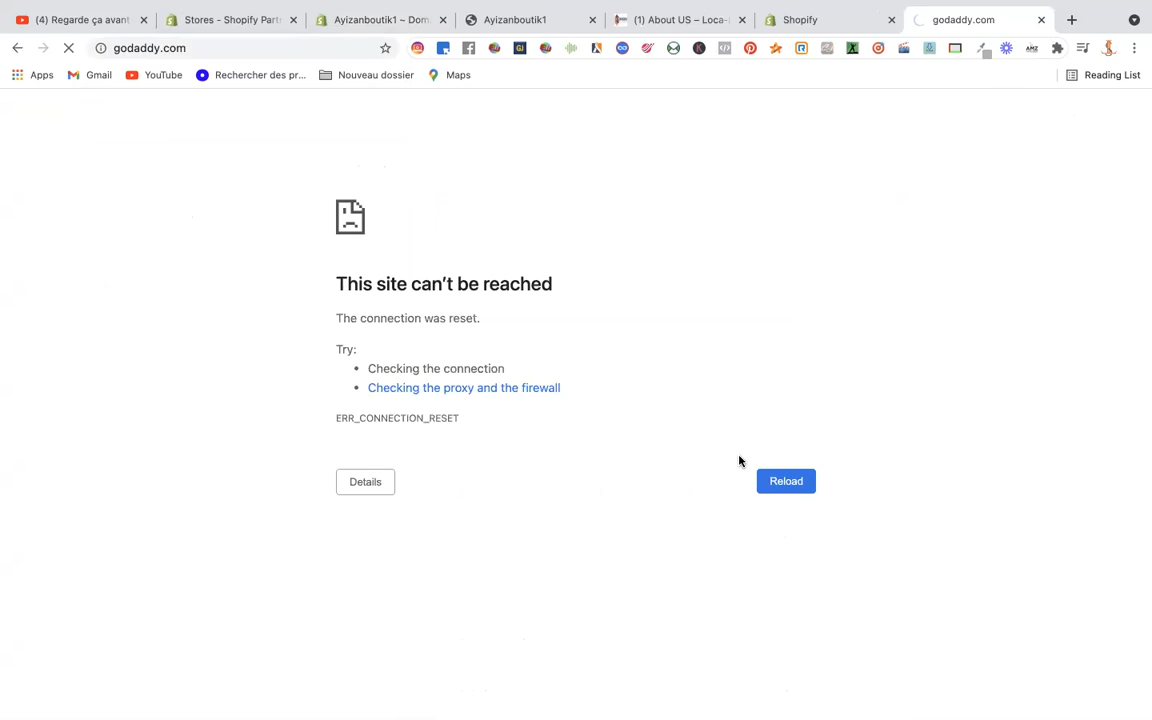 (4) Regarde ça avant
Stores - Shopify Part
Ayizanboutik1 ~ Dom
Ayizanboutik1
(1) About US – Loca-
Shopify
godaddy.com
godaddy.com
Apps
Gmail
YouTube
Rechercher des pr...
Nouveau dossier
Maps
Reading List
This site can't be reached
The connection was reset.
Try:
• Checking the connection
• Checking the proxy and the firewall
ERR_CONNECTION_RESET
Details
Reload